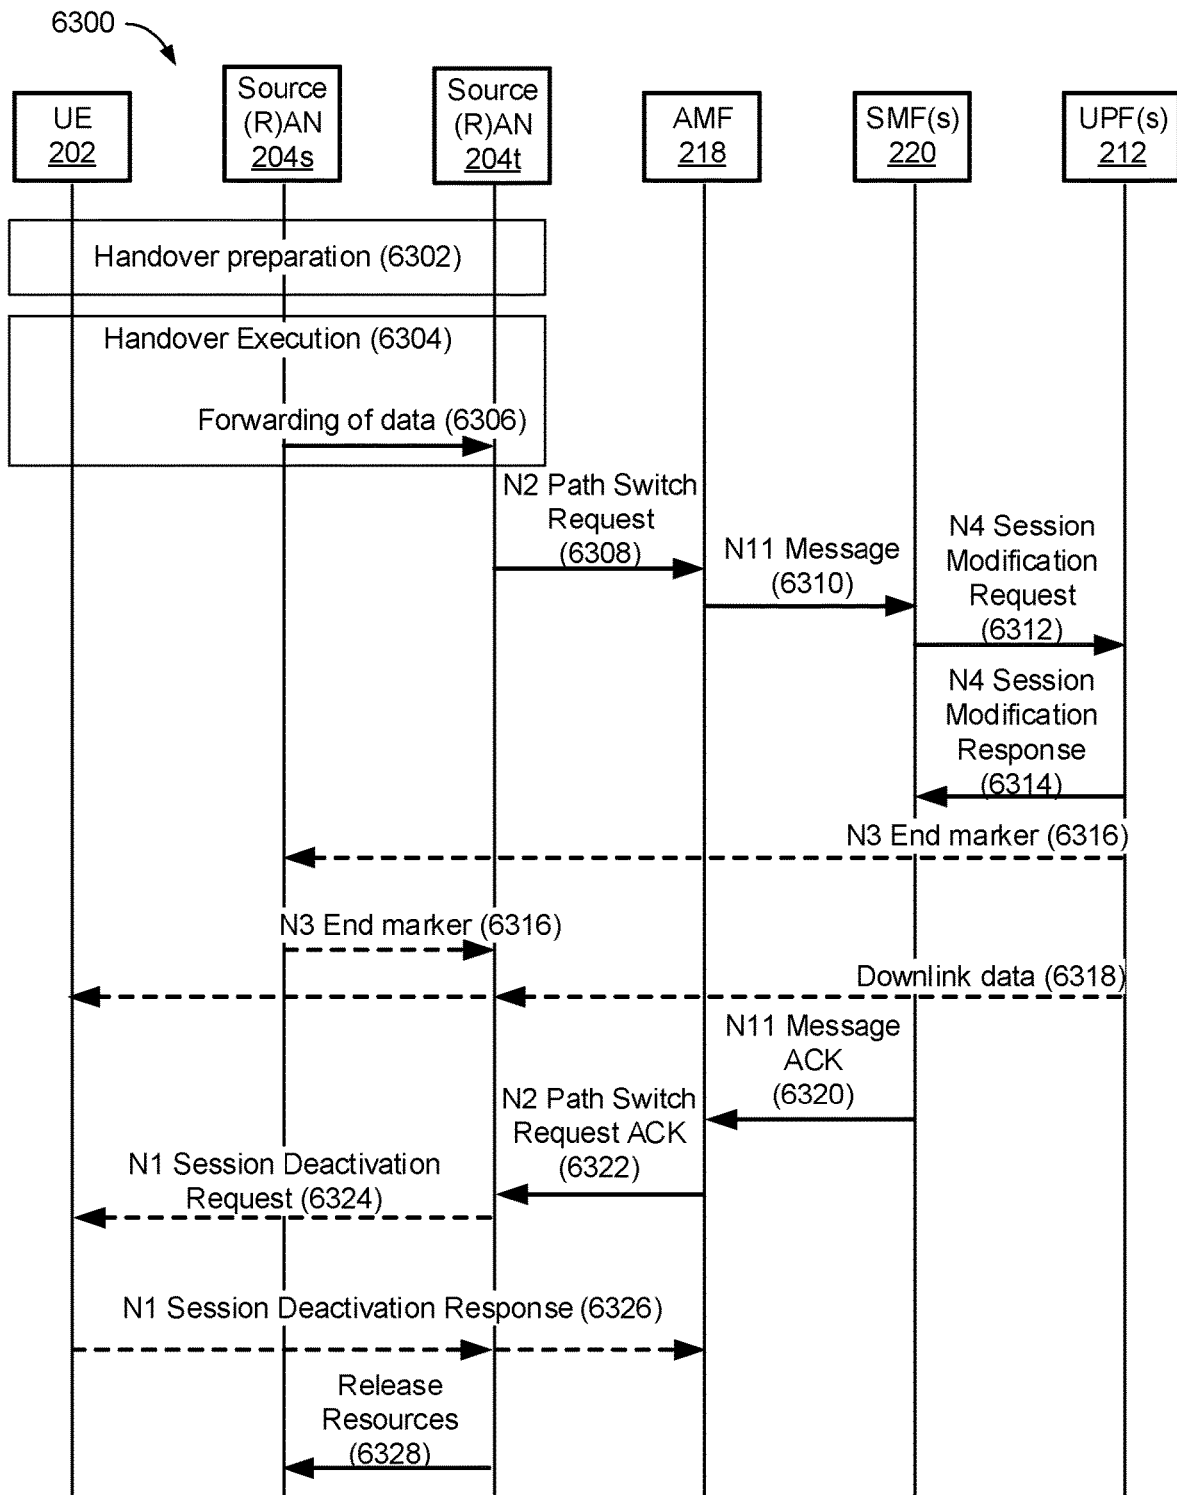 6300
UE
202
Source
(R)AN
204s
Source
(R)AN
204t
AMF
218
SMF(s)
220
UPF(s)
212
Handover preparation (6302)
Handover Execution (6304)
Forwarding of data (6306)
N2 Path Switch
Request
(6308)
N11 Message
(6310)
N4 Session
Modification
Request
(6312)
N4 Session
Modification
Response
(6314)
N3 End marker (6316)
N3 End marker (6316)
Downlink data (6318)
N11 Message
ACK
(6320)
N2 Path Switch
Request ACK
(6322)
N1 Session Deactivation
Request (6324)
N1 Session Deactivation Response (6326)
Release
Resources
(6328)